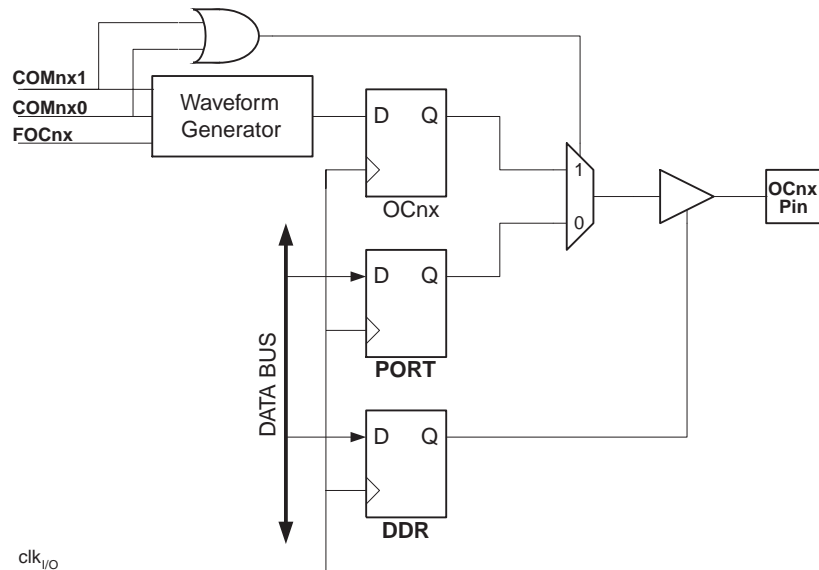 COMnx1
COMnx0
FOCnx
Waveform
Generator
D Q
OCnx
1
0
OCnx
Pin
D Q
PORT
DATA BUS
D Q
DDR
clkI/O